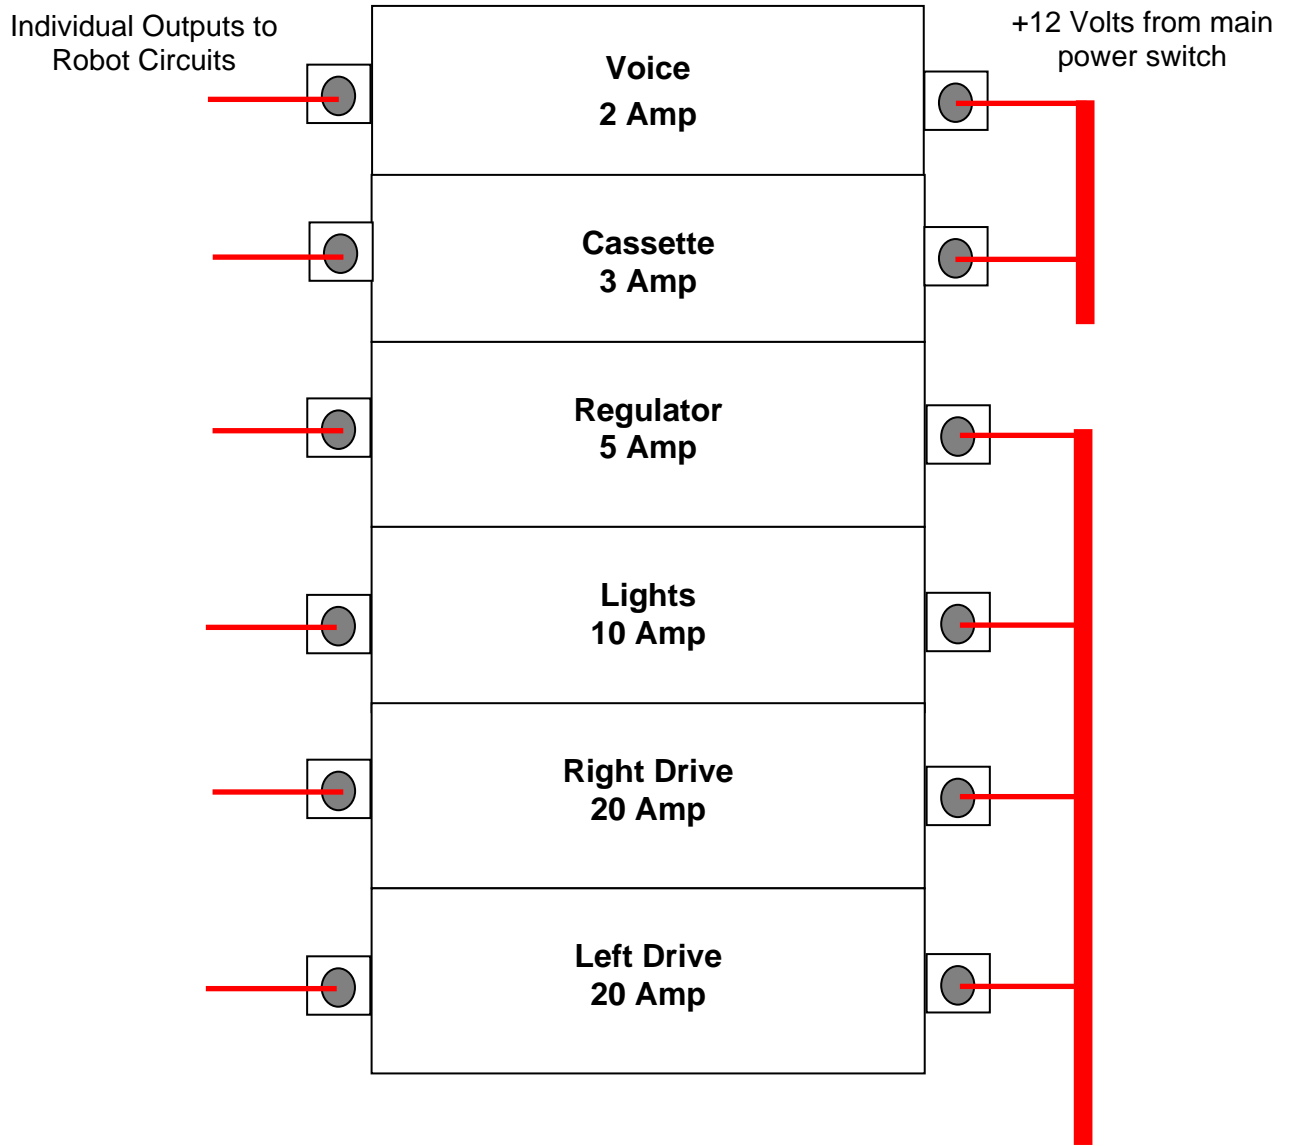 Individual Outputs to
Robot Circuits
+12 Volts from main
power switch
Voice
2 Amp
Cassette
3 Amp
Regulator
5 Amp
Lights
10 Amp
Right Drive
20 Amp
Left Drive
20 Amp